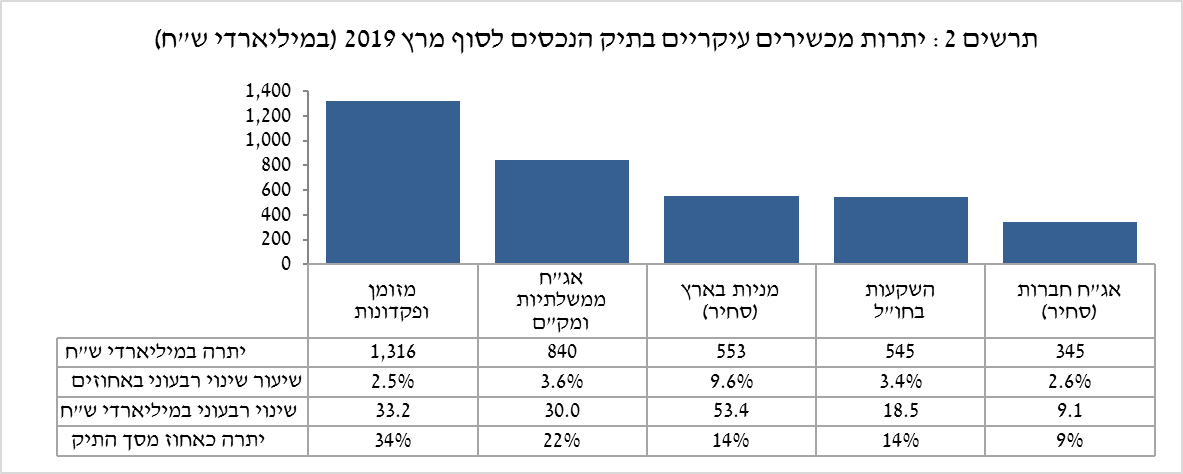 תרשים 2 : יתרות מכשירים עיקריים בתיק הנכסים לסוף מרץ 2019 (במיליארדי ש"ח)
1,400
1,200
1,000
800
600
400
200
0
מזומן ופקדונות
אג"ח ממשלתיות ומק"ם
מניות בארץ (סחיר)
השקעות בחו"ל
אג"ח חברות (סחיר)
יתרה במיליארדי ש"ח 1,316 840 553 545 345
שיעור שינוי רבעוני באחוזים 2.5% 3.6% 9.6% 3.4% 2.6%
שינוי רבעוני במיליארדי ש"ח 33.2 30.0 53.4 18.5 9.1
יתרה כאחוז מסך התיק 34% 22% 14% 14% 9%